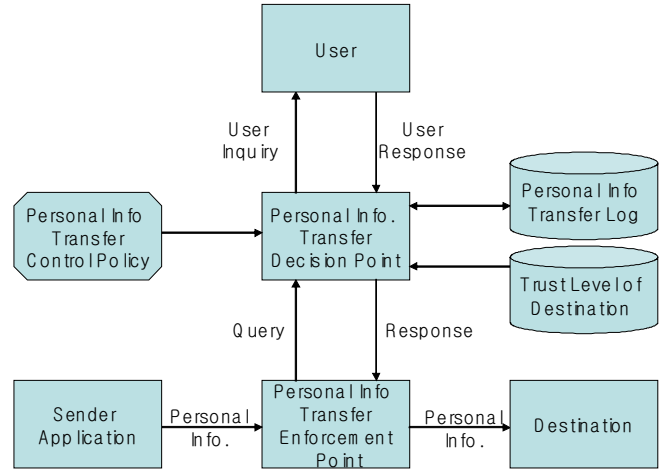 User
User
Inquiry
User
Response
Personal Info
Transfer
Control Policy
Personal Info.
Transfer
Decision Point
Personal Info
Transfer Log
Trust Level of
Destination
Query
Response
Sender
Application
Personal
Info.
Personal Info
Transfer
Enforcement
Point
Personal
Info.
Destination